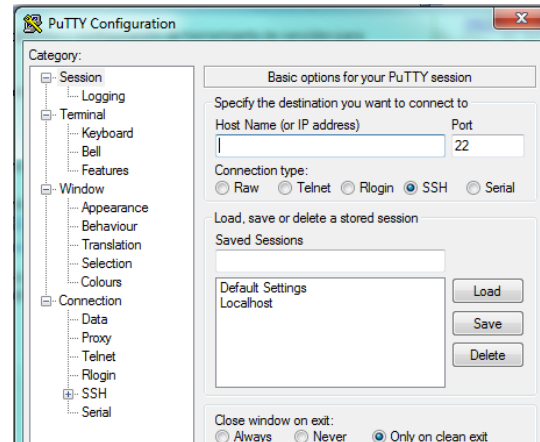 PuTTY Configuration
Category:
Session
Logging
Terminal
Keyboard
Bell
Features
Window
Appearance
Behaviour
Translation
Selection
Colours
Connection
Data
Proxy
Telnet
Rlogin
SSH
Serial
Basic options for your PuTTY session
Specify the destination you want to connect to
Host Name (or IP address) Port
22
Connection type:
Raw Telnet Rlogin SSH Serial
Load, save or delete a stored session
Saved Sessions
Default Settings
Localhost
Load
Save
Delete
Close window on exit:
Always Never Only on clean exit